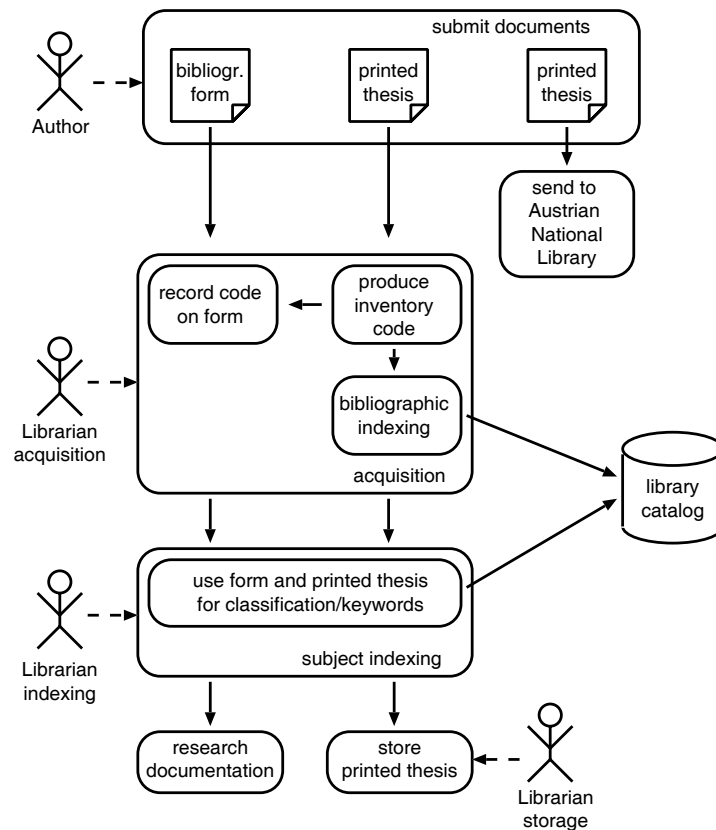 submit documents
bibliogr.
form
printed
thesis
printed
thesis
Author
send to
Austrian
National
Library
record code
on form
produce
inventory
code
bibliographic
indexing
Librarian
acquisition
acquisition
library
catalog
use form and printed thesis
for classification/keywords
subject indexing
Librarian
indexing
research
documentation
store
printed thesis
Librarian
storage